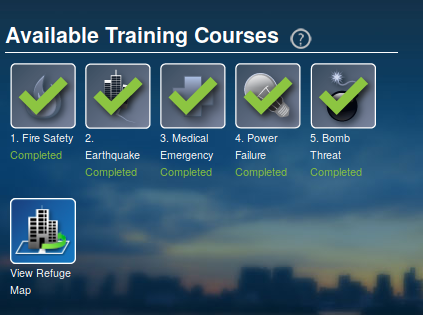 Available Training Courses ?
1. Fire Safety
Completed
2.
Earthquake
Completed
3. Medical
Emergency
Completed
4. Power
Failure
Completed
5. Bomb
Threat
Completed
View Refuge
Map